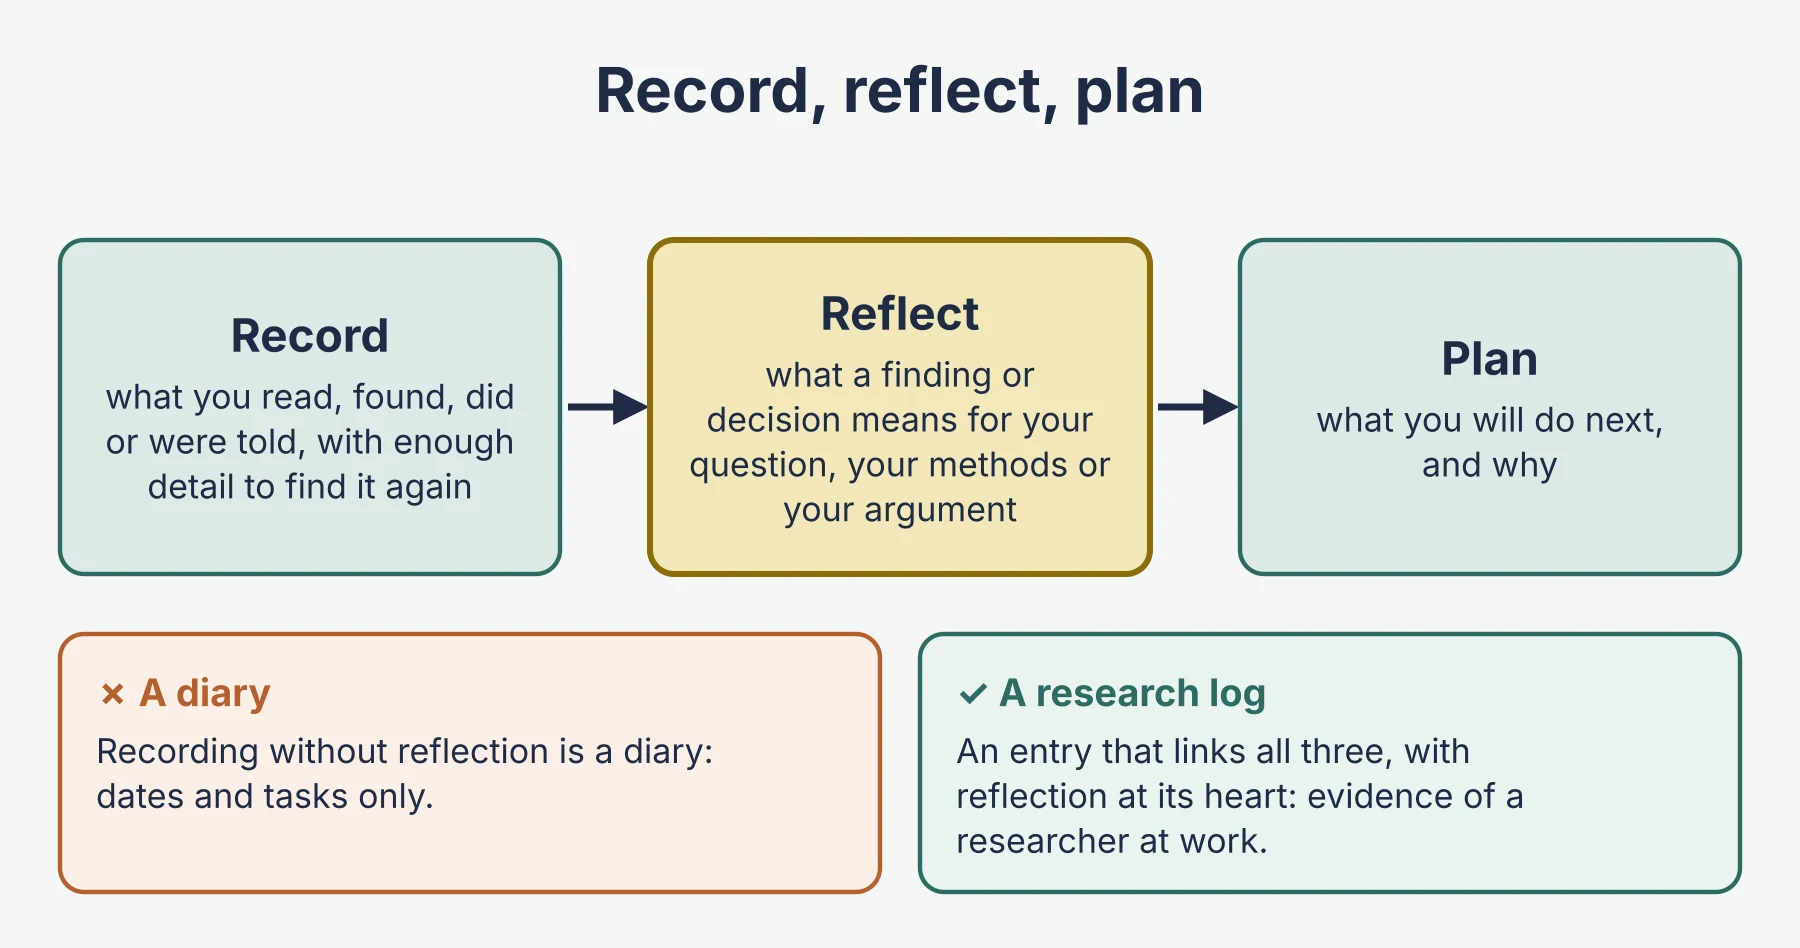 Record, reflect, plan
Record
what you read, found, did
or were told, with enough
detail to find it again
Reflect
what a finding or
decision means for your
question, your methods or
your argument
Plan
what you will do next,
and why
× A diary
Recording without reflection is a diary:
dates and tasks only.
✓ A research log
An entry that links all three, with
reflection at its heart: evidence of a
researcher at work.